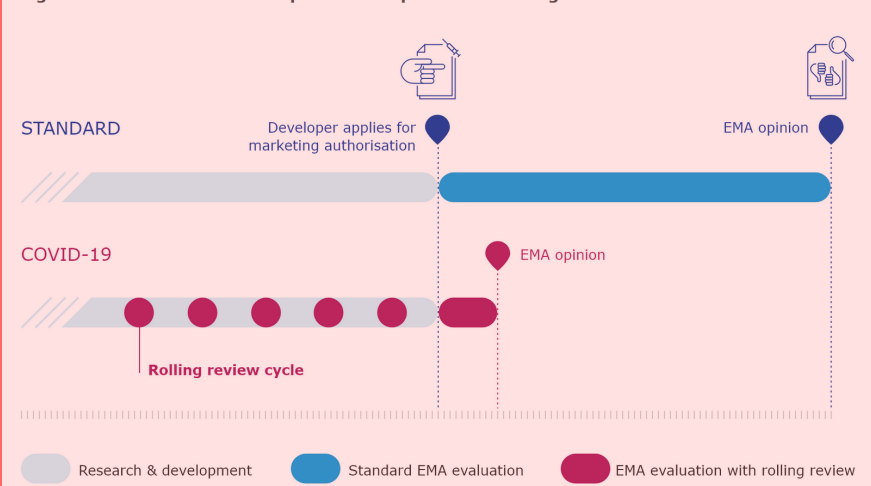 STANDARD
Developer applies for
marketing authorisation
EMA opinion
COVID-19
EMA opinion
Rolling review cycle
Research & development
Standard EMA evaluation
EMA evaluation with rolling review